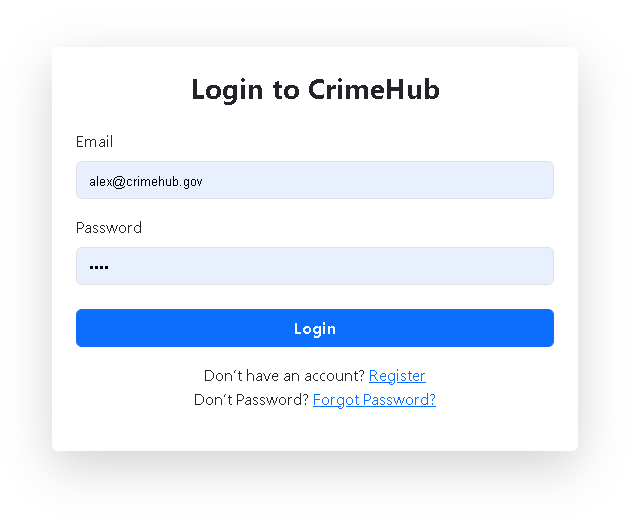 Login to CrimeHub
Email
alex@crimehub.gov
Password
••••
Login
Don't have an account? Register
Don't Password? Forgot Password?